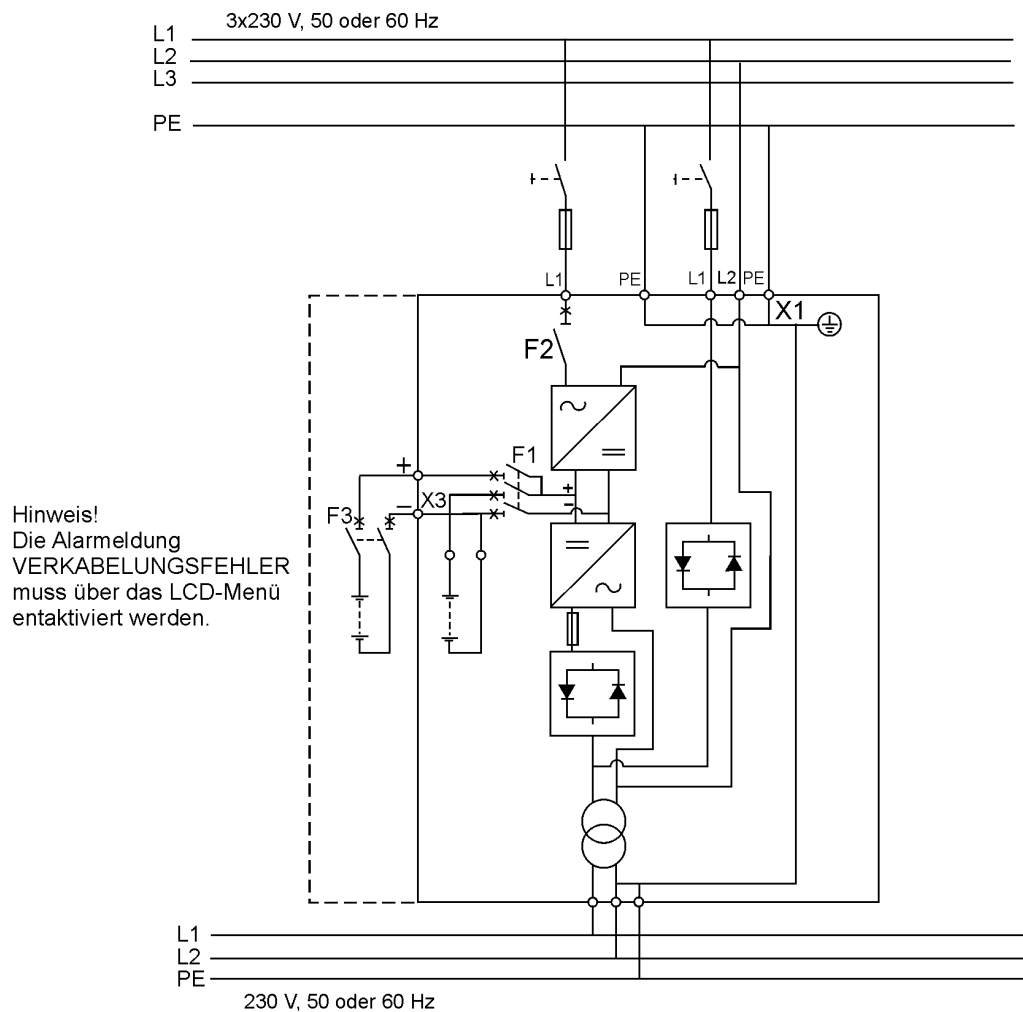 3x230 V, 50 oder 60 Hz
L1
L2
L3
PE
L1
PE
L1
L2
PE
X1
F2
F1
+
+
−
−
X3
F3
Hinweis!
Die Alarmeldung
VERKABELUNGSFEHLER
muss über das LCD-Menü
entaktiviert werden.
L1
L2
PE
230 V, 50 oder 60 Hz